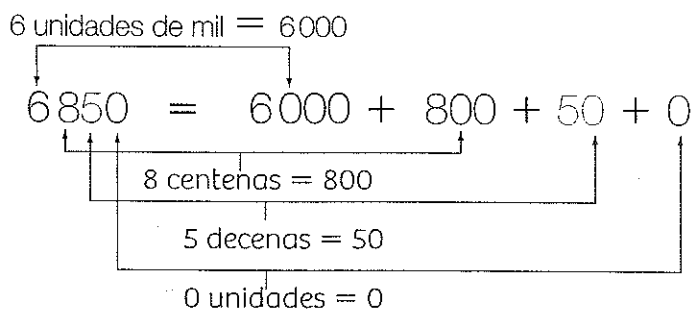 6 unidades de mil = 6000
6850 = 6000 + 800 + 50 + 0
8 centenas = 800
5 decenas = 50
0 unidades = 0